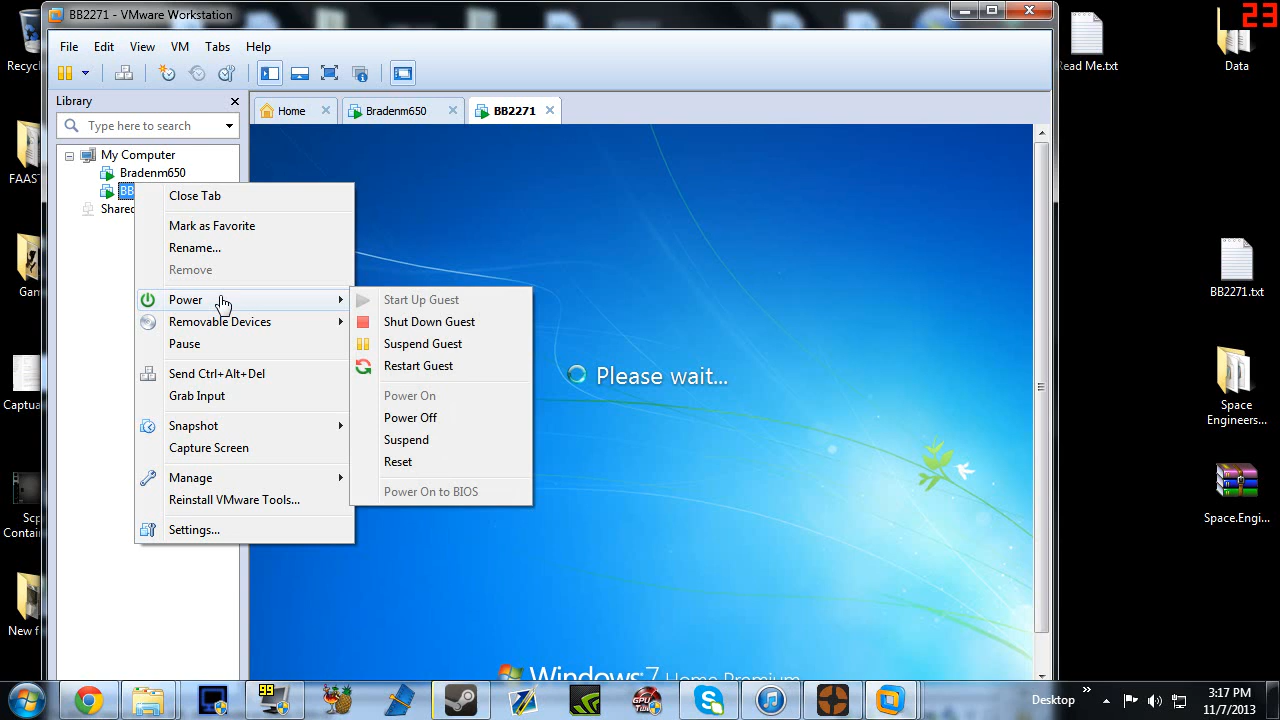 BB2271 - VMware Workstation
23
File Edit View VM Tabs Help
Library
Type here to search
Home
Bradenm650
BB2271
My Computer
Bradenm650
BB
Shared
Close Tab
Mark as Favorite
Rename...
Remove
Power
Removable Devices
Pause
Send Ctrl+Alt+Del
Grab Input
Snapshot
Capture Screen
Manage
Reinstall VMware Tools...
Settings...
Start Up Guest
Shut Down Guest
Suspend Guest
Restart Guest
Power On
Power Off
Suspend
Reset
Power On to BIOS
Please wait...
Windows 7 Home Premium
Recyc
FAAST
Gam
Captua
Scp
Contain
New f
Read Me.txt
Data
BB2271.txt
Space
Engineers...
Space.Engi...
99
Desktop
3:17 PM
11/7/2013